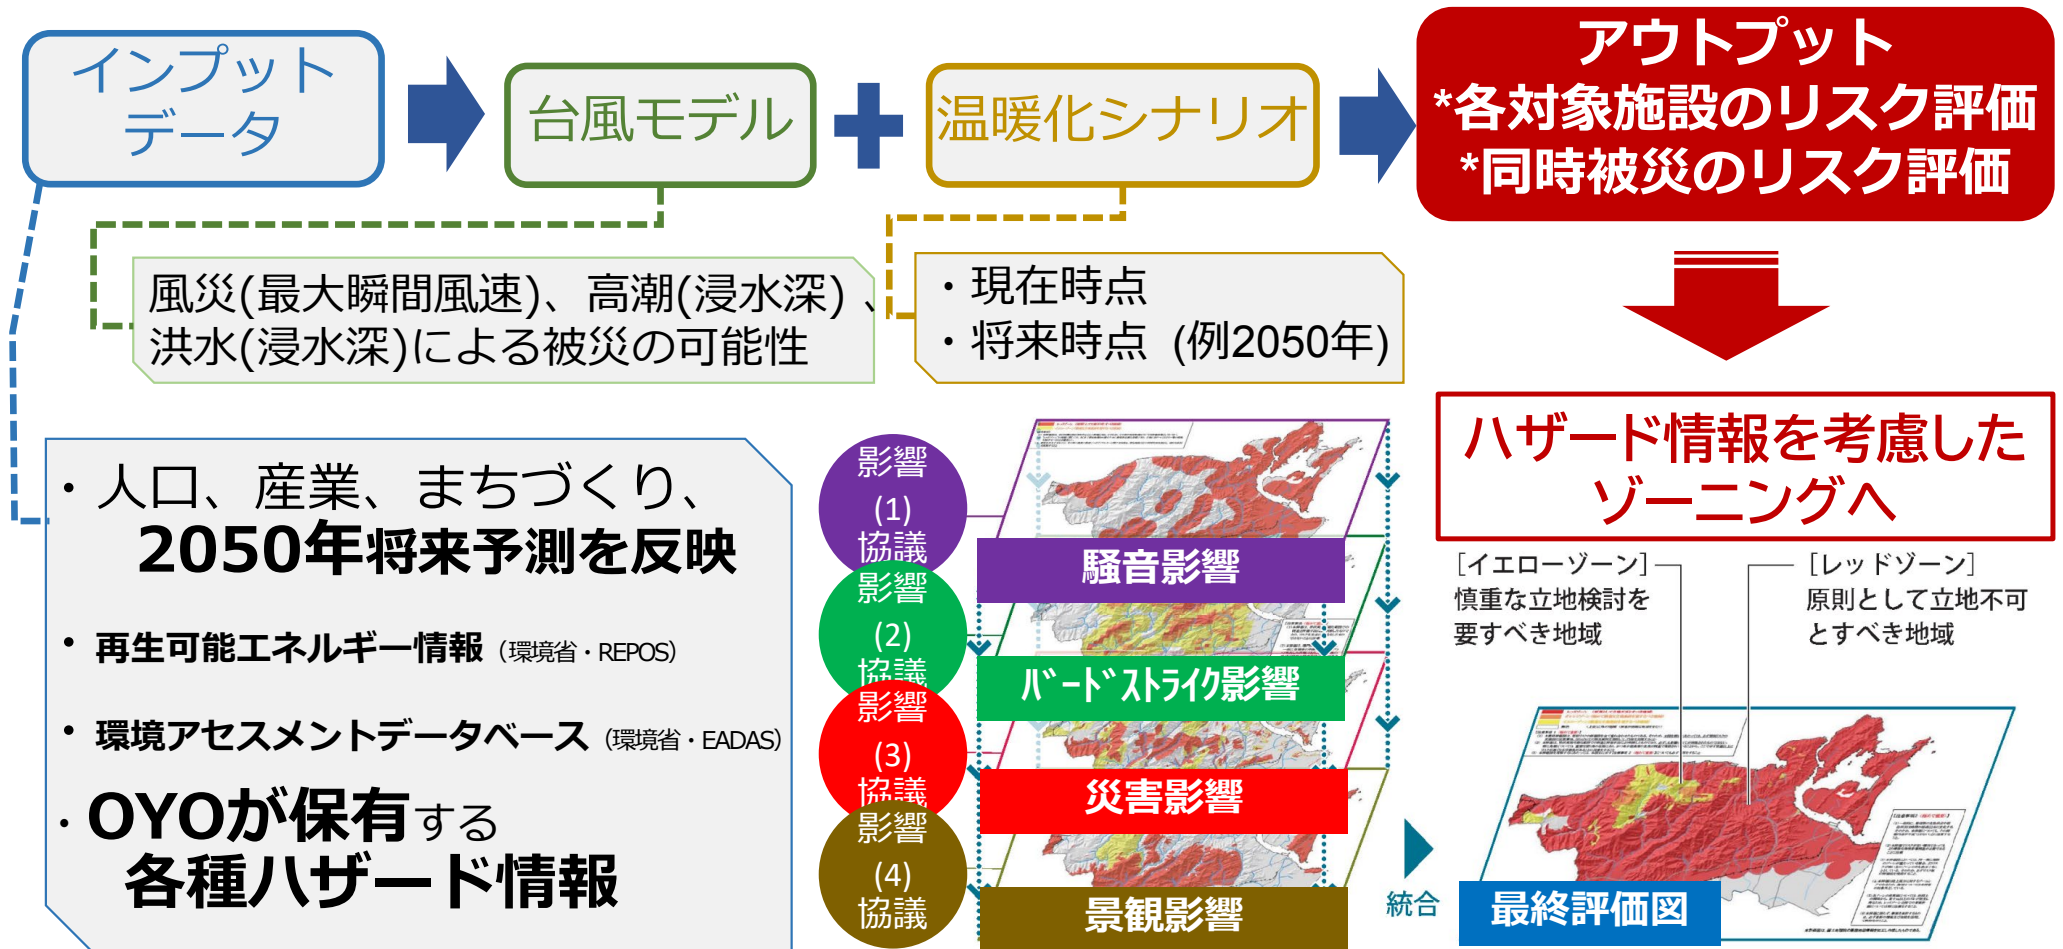 インプット
データ
台風モデル
温暖化シナリオ
アウトプット
*各対象施設のリスク評価
*同時被災のリスク評価
風災(最大瞬間風速)、高潮(浸水深)、
洪水(浸水深)による被災の可能性
・現在時点
・将来時点 (例2050年)
ハザード情報を考慮した
ゾーニングへ
・人口、産業、まちづくり、
2050年将来予測を反映
・再生可能エネルギー情報（環境省・REPOS）
・環境アセスメントデータベース（環境省・EADAS）
・OYOが保有する
各種ハザード情報
影響
(1)
協議
騒音影響
影響
(2)
協議
ﾊﾞｰﾄﾞｽﾄﾗｲｸ影響
影響
(3)
協議
災害影響
影響
(4)
協議
景観影響
統合
[イエローゾーン]
慎重な立地検討を
要すべき地域
[レッドゾーン]
原則として立地不可
とすべき地域
最終評価図